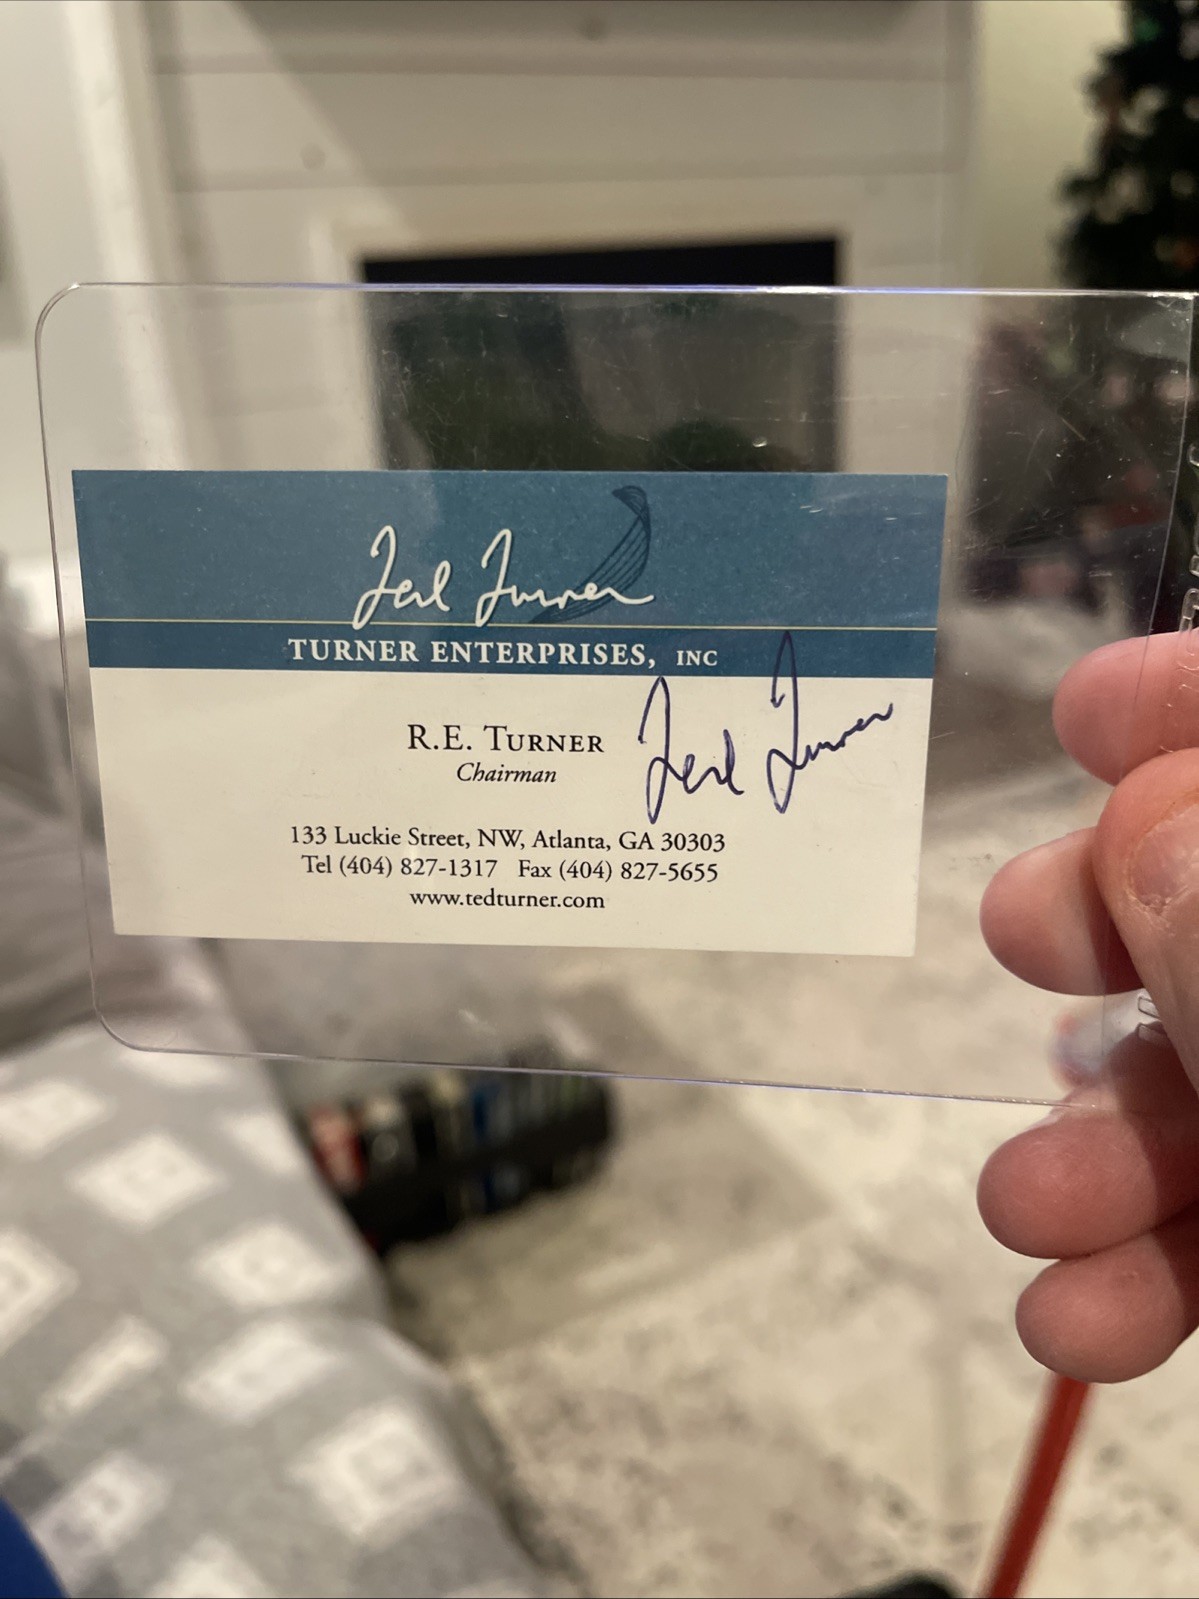 Ted Turner
TURNER ENTERPRISES, INC
R.E. TURNER
Chairman
Ted Turner
133 Luckie Street, NW, Atlanta, GA 30303
Tel (404) 827-1317 Fax (404) 827-5655
www.tedturner.com